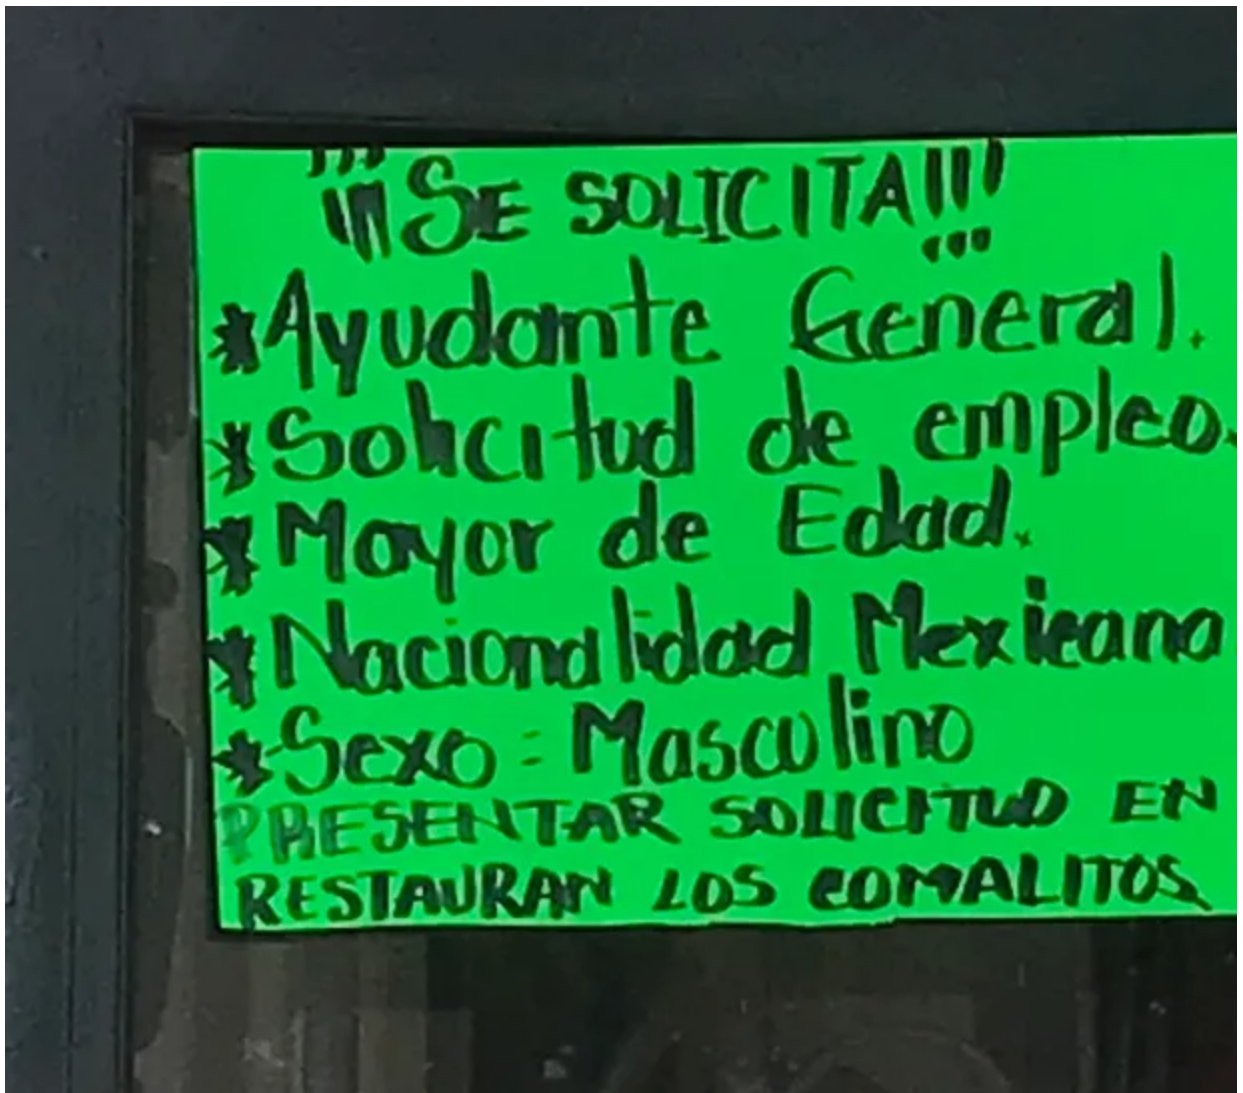 ¡¡¡SE SOLICITA!!!
*Ayudante General.
*Solicitud de empleo.
*Mayor de Edad.
*Nacionalidad Mexicana
*Sexo: Masculino
PRESENTAR SOLICITUD EN
RESTAURAN LOS COMALITOS